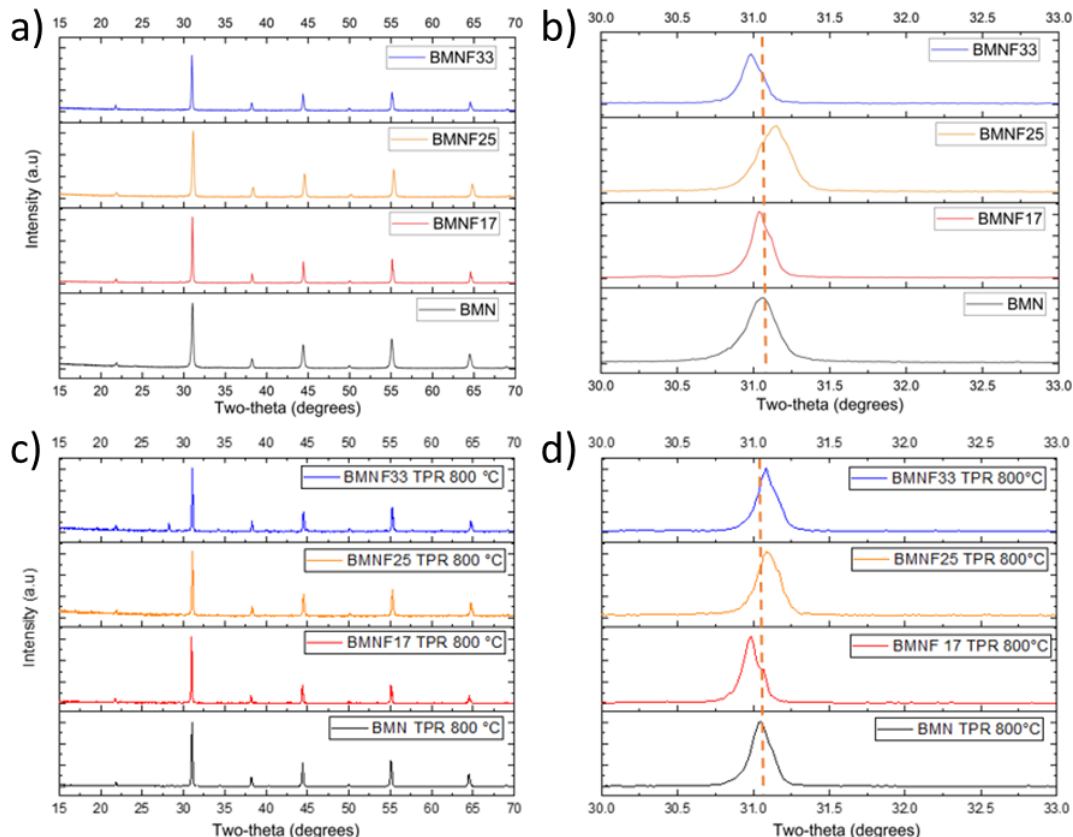 a)
15 20 25 30 35 40 45 50 55 60 65 70
BMNF33
BMNF25
BMNF17
BMN
Intensity (a.u)
15 20 25 30 35 40 45 50 55 60 65 70
Two-theta (degrees)
b)
30.0 30.5 31.0 31.5 32.0 32.5 33.0
BMNF33
BMNF25
BMNF17
BMN
30.0 30.5 31.0 31.5 32.0 32.5 33.0
Two-theta (degrees)
c)
15 20 25 30 35 40 45 50 55 60 65 70
BMNF33 TPR 800 °C
BMNF25 TPR 800 °C
BMNF17 TPR 800 °C
BMN TPR 800 °C
Intensity (a.u)
15 20 25 30 35 40 45 50 55 60 65 70
Two-theta (degrees)
d)
30.0 30.5 31.0 31.5 32.0 32.5 33.0
BMNF33 TPR 800°C
BMNF25 TPR 800°C
BMNF 17 TPR 800°C
BMN TPR 800°C
30.0 30.5 31.0 31.5 32.0 32.5 33.0
Two-theta (degrees)